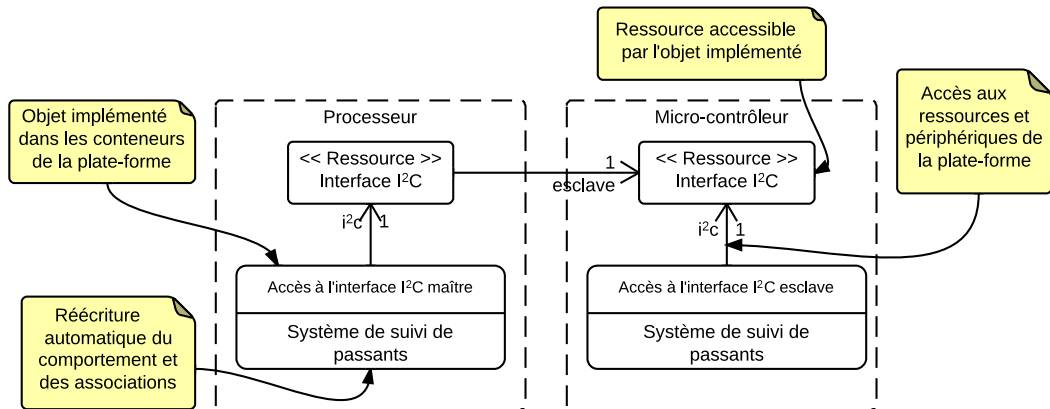 Ressource accessible
par l'objet implémenté
Accès aux
ressources et
périphériques de
la plate-forme
Objet implémenté
dans les conteneurs
de la plate-forme
Processeur
Micro-contrôleur
<< Ressource >>
Interface I²C
1
esclave
<< Ressource >>
Interface I²C
i²c 1
i²c 1
Accès à l'interface I²C maître
Système de suivi de
passants
Accès à l'interface I²C esclave
Système de suivi de
passants
Réécriture
automatique du
comportement et
des associations